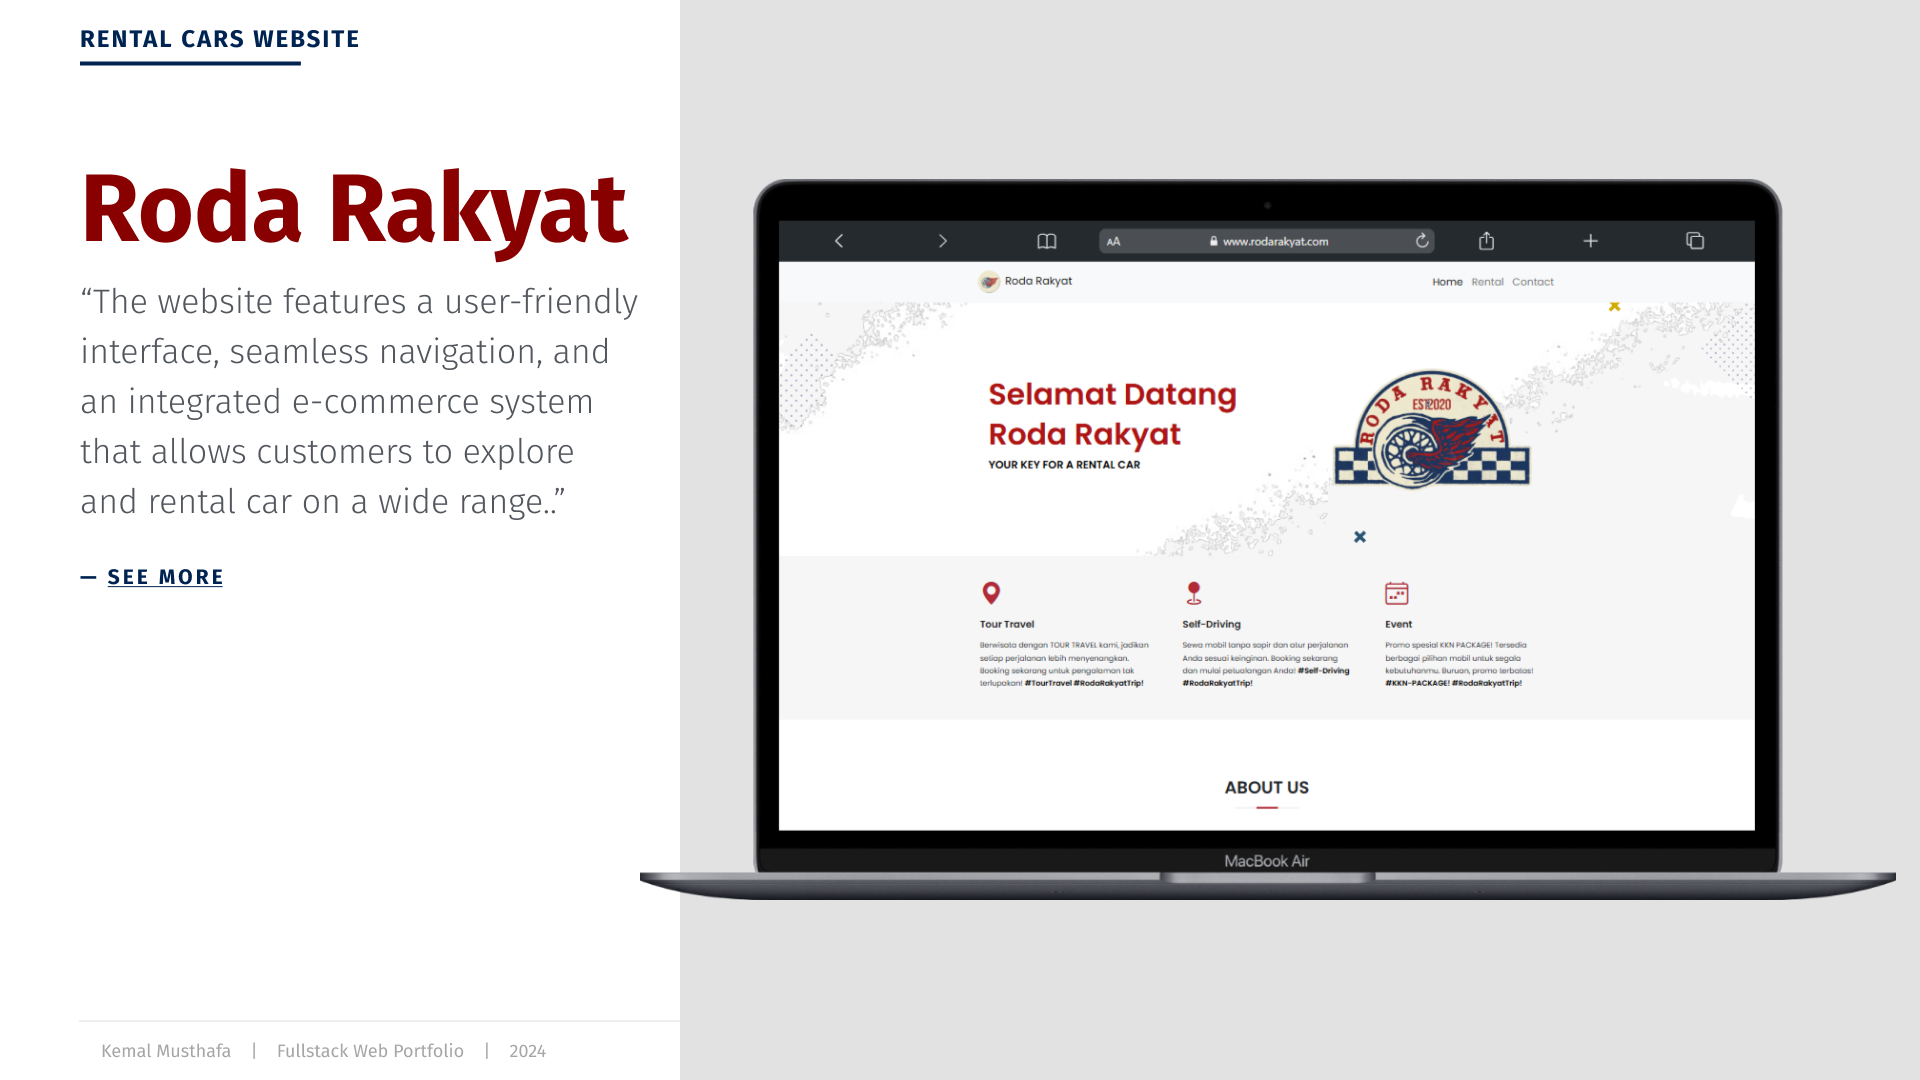 RENTAL CARS WEBSITE
Roda Rakyat
“The website features a user-friendly
interface, seamless navigation, and
an integrated e-commerce system
that allows customers to explore
and rental car on a wide range..”
— SEE MORE
Kemal Musthafa | Fullstack Web Portfolio | 2024
AA www.rodarakyat.com
Roda Rakyat Home Rental Contact
Selamat Datang
Roda Rakyat
YOUR KEY FOR A RENTAL CAR
RODA RAKYAT
EST 2020
Tour Travel
Berwisata dengan TOUR TRAVEL kami, jadikan
setiap perjalanan lebih menyenangkan.
Booking sekarang untuk pengalaman tak
terlupakan! #TourTravel #RodaRakyatTrip!
Self-Driving
Sewa mobil tanpa sopir dan atur perjalanan
Anda sesuai keinginan. Booking sekarang
dan mulai petualangan Anda! #Self-Driving
#RodaRakyatTrip!
Event
Promo spesial KKN PACKAGE! Tersedia
berbagai pilihan mobil untuk segala
kebutuhanmu. Buruan, promo terbatas!
#KKN-PACKAGE! #RodaRakyatTrip!
ABOUT US
MacBook Air